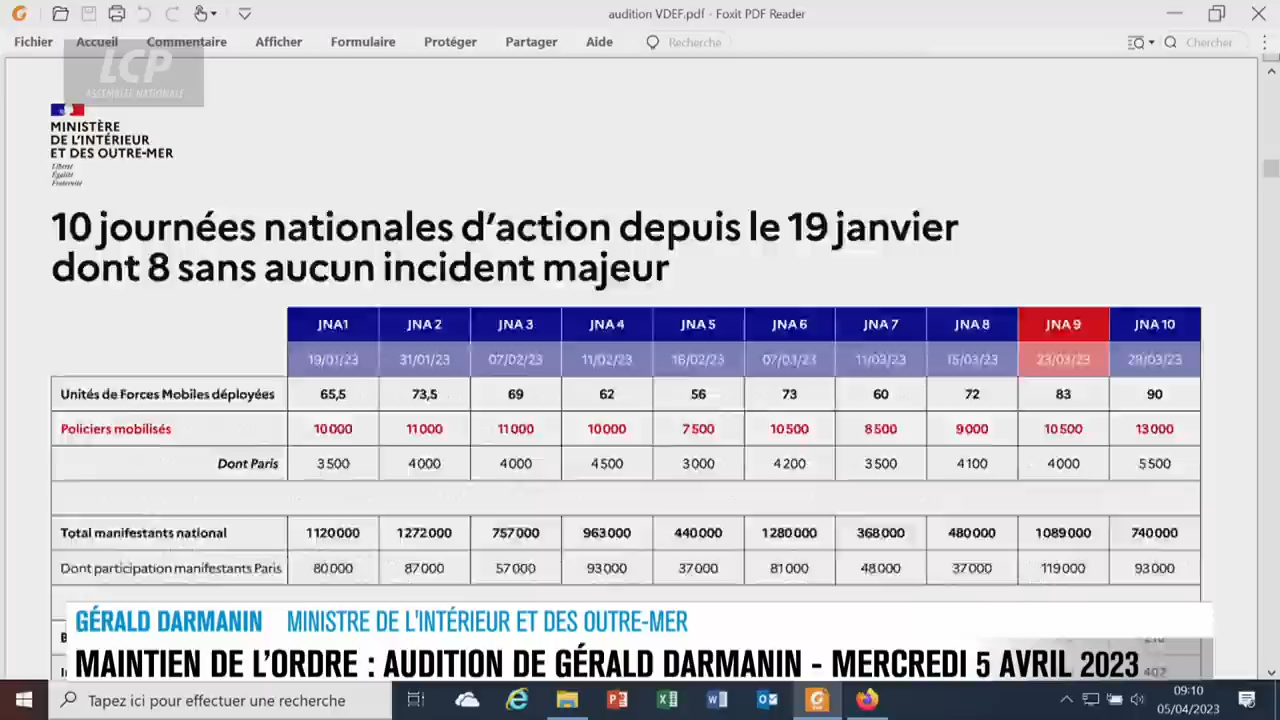 audition VDEF.pdf - Foxit PDF Reader
Fichier Accueil Commentaire Afficher Formulaire Protéger Partager Aide Recherche Chercher
LCP
ASSEMBLÉE NATIONALE
MINISTÈRE
DE L'INTÉRIEUR
ET DES OUTRE-MER
Liberté
Égalité
Fraternité
10 journées nationales d'action depuis le 19 janvier
dont 8 sans aucun incident majeur
JNA1 JNA 2 JNA 3 JNA 4 JNA 5 JNA 6 JNA 7 JNA 8 JNA 9 JNA 10
19/01/23 31/01/23 07/02/23 11/02/23 16/02/23 07/03/23 11/03/23 15/03/23 23/03/23 28/03/23
Unités de Forces Mobiles déployées 65,5 73,5 69 62 56 73 60 72 83 90
Policiers mobilisés 10 000 11 000 11 000 10 000 7 500 10 500 8 500 9 000 10 500 13 000
Dont Paris 3 500 4 000 4 000 4 500 3 000 4 200 3 500 4 100 4 000 5 500
Total manifestants national 1 120 000 1 272 000 757 000 963 000 440 000 1 280 000 368 000 480 000 1 089 000 740 000
Dont participation manifestants Paris 80 000 87 000 57 000 93 000 37 000 81 000 48 000 37 000 119 000 93 000
GÉRALD DARMANIN MINISTRE DE L'INTÉRIEUR ET DES OUTRE-MER
MAINTIEN DE L'ORDRE : AUDITION DE GÉRALD DARMANIN - MERCREDI 5 AVRIL 2023
Tapez ici pour effectuer une recherche
09:10
05/04/2023